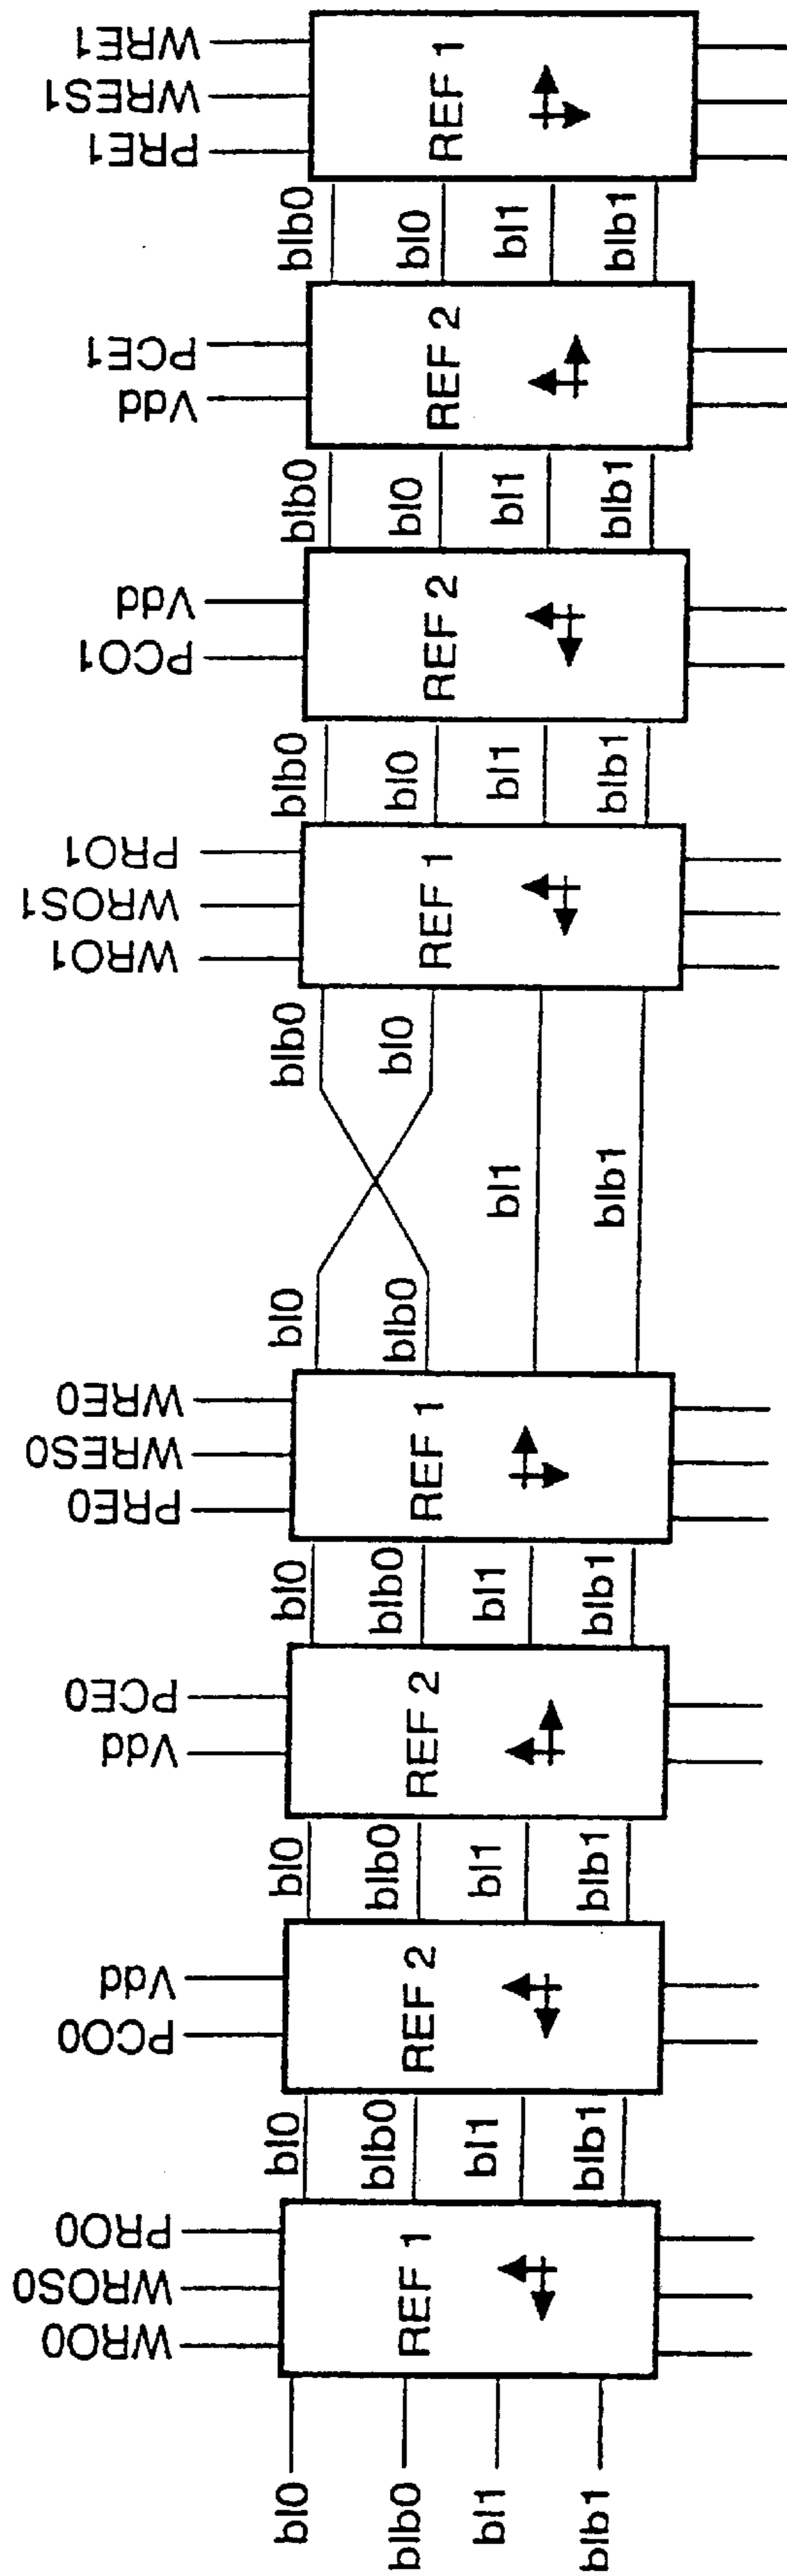 WRE1
WRES1
PRE1
REF 1
blb0
bl0
bl1
blb1
PCE1
Vdd
REF 2
blb0
bl0
bl1
blb1
Vdd
PCO1
REF 2
blb0
bl0
bl1
blb1
PRO1
WROS1
WRO1
REF 1
blb0
bl0
bl1
blb1
bl0
blb0
WRE0
WRES0
PRE0
REF 1
bl0
blb0
bl1
blb1
PCE0
Vdd
REF 2
bl0
blb0
bl1
blb1
Vdd
PCO0
REF 2
bl0
blb0
bl1
blb1
PRO0
WROS0
WRO0
REF 1
bl0
blb0
bl1
blb1